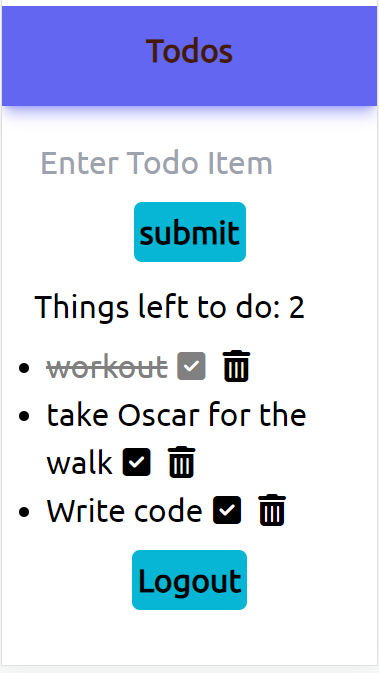 Todos
Enter Todo Item
submit
Things left to do: 2
workout
take Oscar for the
walk
Write code
Logout